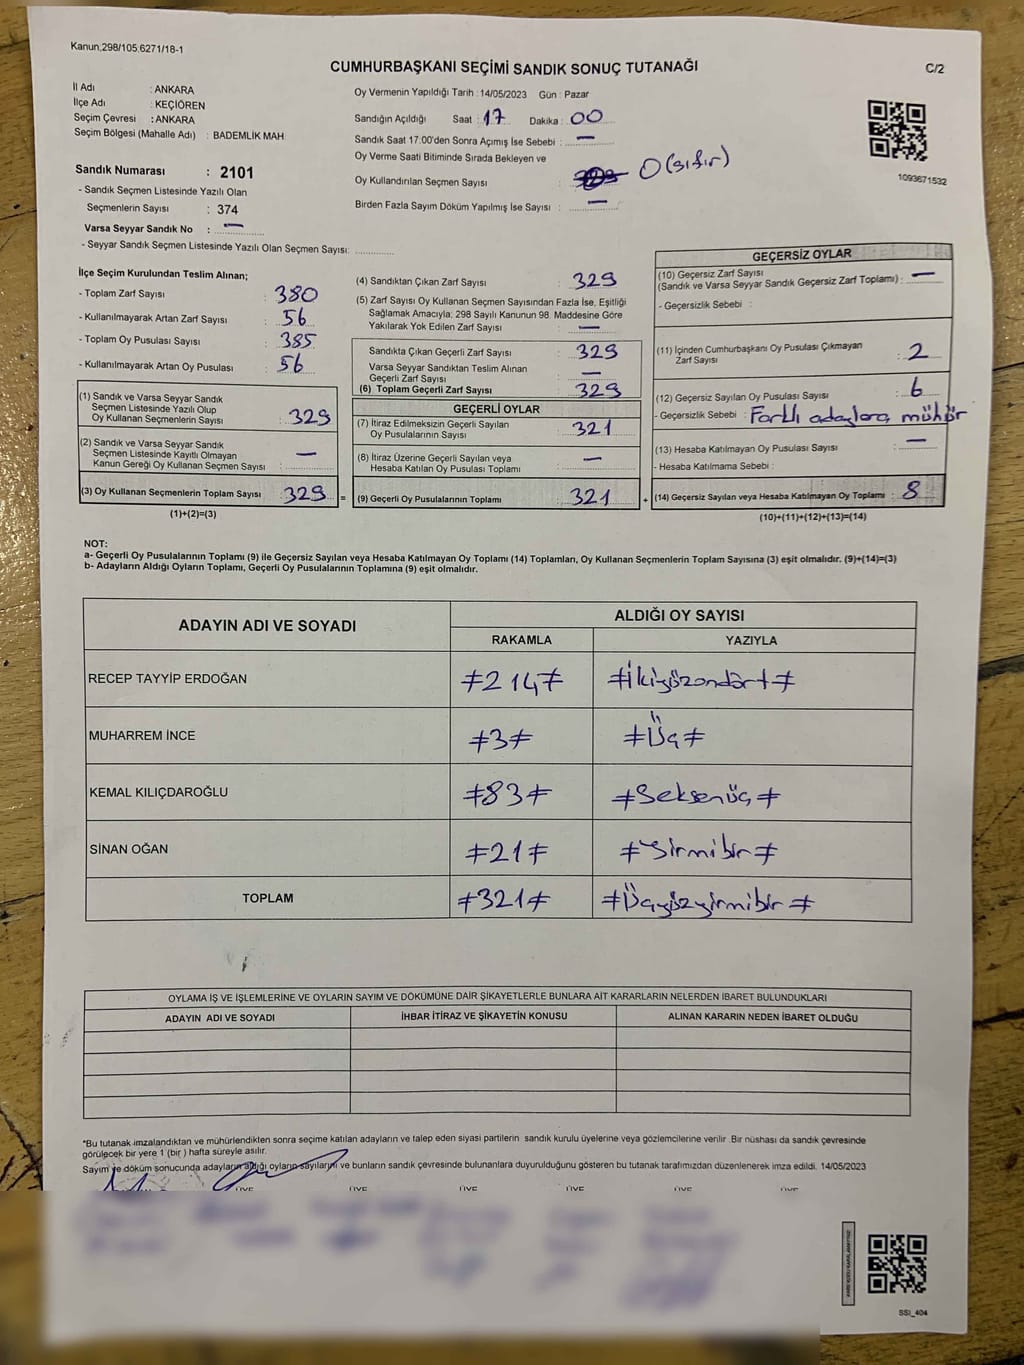 Kanun;298/105;6271/18-1
CUMHURBAŞKANI SEÇİMİ SANDIK SONUÇ TUTANAĞI
C/2
İl Adı : ANKARA
İlçe Adı : KEÇİÖREN
Seçim Çevresi : ANKARA
Seçim Bölgesi (Mahalle Adı) : BADEMLİK MAH
Sandık Numarası : 2101
- Sandık Seçmen Listesinde Yazılı Olan
Seçmenlerin Sayısı : 374
Varsa Seyyar Sandık No : —
- Seyyar Sandık Seçmen Listesinde Yazılı Olan Seçmen Sayısı:
Oy Vermenin Yapıldığı Tarih : 14/05/2023 Gün : Pazar
Sandığın Açıldığı Saat : 17 Dakika : 00
Sandık Saat 17.00'den Sonra Açımış İse Sebebi : —
Oy Verme Saati Bitiminde Sırada Bekleyen ve
Oy Kullandırılan Seçmen Sayısı : 0 (sıfır)
Birden Fazla Sayım Döküm Yapılmış İse Sayısı : —
1093671532
İlçe Seçim Kurulundan Teslim Alınan;
- Toplam Zarf Sayısı : 380
- Kullanılmayarak Artan Zarf Sayısı : 56
- Toplam Oy Pusulası Sayısı : 385
- Kullanılmayarak Artan Oy Pusulası : 56
(1) Sandık ve Varsa Seyyar Sandık
Seçmen Listesinde Yazılı Olup
Oy Kullanan Seçmenlerin Sayısı : 329
(2) Sandık ve Varsa Seyyar Sandık
Seçmen Listesinde Kayıtlı Olmayan
Kanun Gereği Oy Kullanan Seçmen Sayısı : —
(3) Oy Kullanan Seçmenlerin Toplam Sayısı : 329 =
(1)+(2)=(3)
(4) Sandıktan Çıkan Zarf Sayısı : 329
(5) Zarf Sayısı Oy Kullanan Seçmen Sayısından Fazla İse, Eşitliği
Sağlamak Amacıyla; 298 Sayılı Kanunun 98. Maddesine Göre
Yakılarak Yok Edilen Zarf Sayısı : —
Sandıkta Çıkan Geçerli Zarf Sayısı : 329
Varsa Seyyar Sandıktan Teslim Alınan
Geçerli Zarf Sayısı : —
(6) Toplam Geçerli Zarf Sayısı : 329
GEÇERLİ OYLAR
(7) İtiraz Edilmeksizin Geçerli Sayılan
Oy Pusulalarının Sayısı : 321
(8) İtiraz Üzerine Geçerli Sayılan veya
Hesaba Katılan Oy Pusulası Toplamı : —
(9) Geçerli Oy Pusulalarının Toplamı : 321 +
GEÇERSİZ OYLAR
(10) Geçersiz Zarf Sayısı
(Sandık ve Varsa Seyyar Sandık Geçersiz Zarf Toplamı) : —
- Geçersizlik Sebebi :
(11) İçinden Cumhurbaşkanı Oy Pusulası Çıkmayan
Zarf Sayısı : 2
(12) Geçersiz Sayılan Oy Pusulası Sayısı : 6
- Geçersizlik Sebebi : Farklı adaylara mühür
(13) Hesaba Katılmayan Oy Pusulası Sayısı : —
- Hesaba Katılmama Sebebi :
(14) Geçersiz Sayılan veya Hesaba Katılmayan Oy Toplamı : 8
(10)+(11)+(12)+(13)=(14)
NOT:
a- Geçerli Oy Pusulalarının Toplamı (9) ile Geçersiz Sayılan veya Hesaba Katılmayan Oy Toplamı (14) Toplamları, Oy Kullanan Seçmenlerin Toplam Sayısına (3) eşit olmalıdır. (9)+(14)=(3)
b- Adayların Aldığı Oyların Toplamı, Geçerli Oy Pusulalarının Toplamına (9) eşit olmalıdır.
ADAYIN ADI VE SOYADI
ALDIĞI OY SAYISI
RAKAMLA YAZIYLA
RECEP TAYYİP ERDOĞAN ≠214≠ ≠İkiyüzondört≠
MUHARREM İNCE ≠3≠ ≠Üç≠
KEMAL KILIÇDAROĞLU ≠83≠ ≠Seksenüç≠
SİNAN OĞAN ≠21≠ ≠Yirmibir≠
TOPLAM ≠321≠ ≠Üçyüzyirmibir≠
OYLAMA İŞ VE İŞLEMLERİNE VE OYLARIN SAYIM VE DÖKÜMÜNE DAİR ŞİKAYETLERLE BUNLARA AİT KARARLARIN NELERDEN İBARET BULUNDUKLARI
ADAYIN ADI VE SOYADI İHBAR İTİRAZ VE ŞİKAYETİN KONUSU ALINAN KARARIN NEDEN İBARET OLDUĞU
*Bu tutanak imzalandıktan ve mühürlendikten sonra seçime katılan adayların ve talep eden siyasi partilerin sandık kurulu üyelerine veya gözlemcilerine verilir. Bir nüshası da sandık çevresinde
görülecek bir yere 1 (bir) hafta süreyle asılır.
Sayım ve döküm sonucunda adayların aldığı oyların sayılarını ve bunların sandık çevresinde bulunanlara duyurulduğunu gösteren bu tutanak tarafımızdan düzenlenerek imza edildi. 14/05/2023
ÜYE ÜYE ÜYE ÜYE ÜYE ÜYE
SSI_404